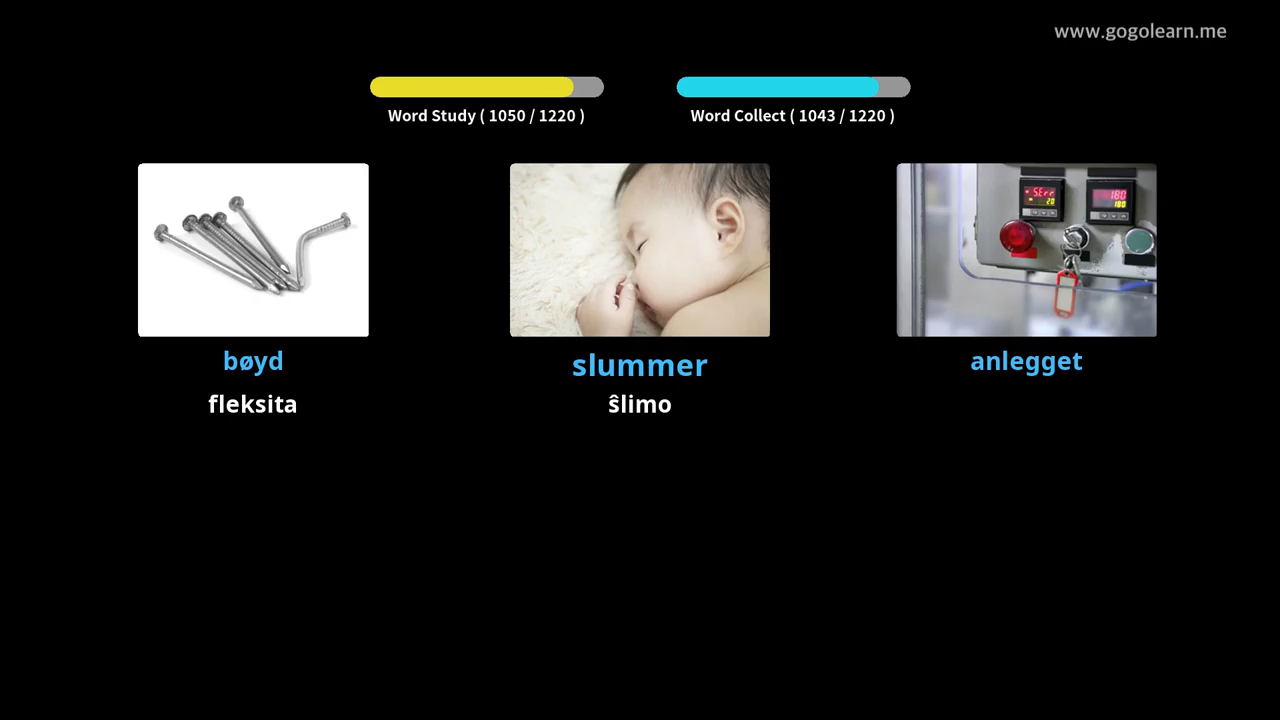 www.gogolearn.me
Word Study ( 1050 / 1220 )
Word Collect ( 1043 / 1220 )
bøyd
slummer
anlegget
fleksita
ŝlimo